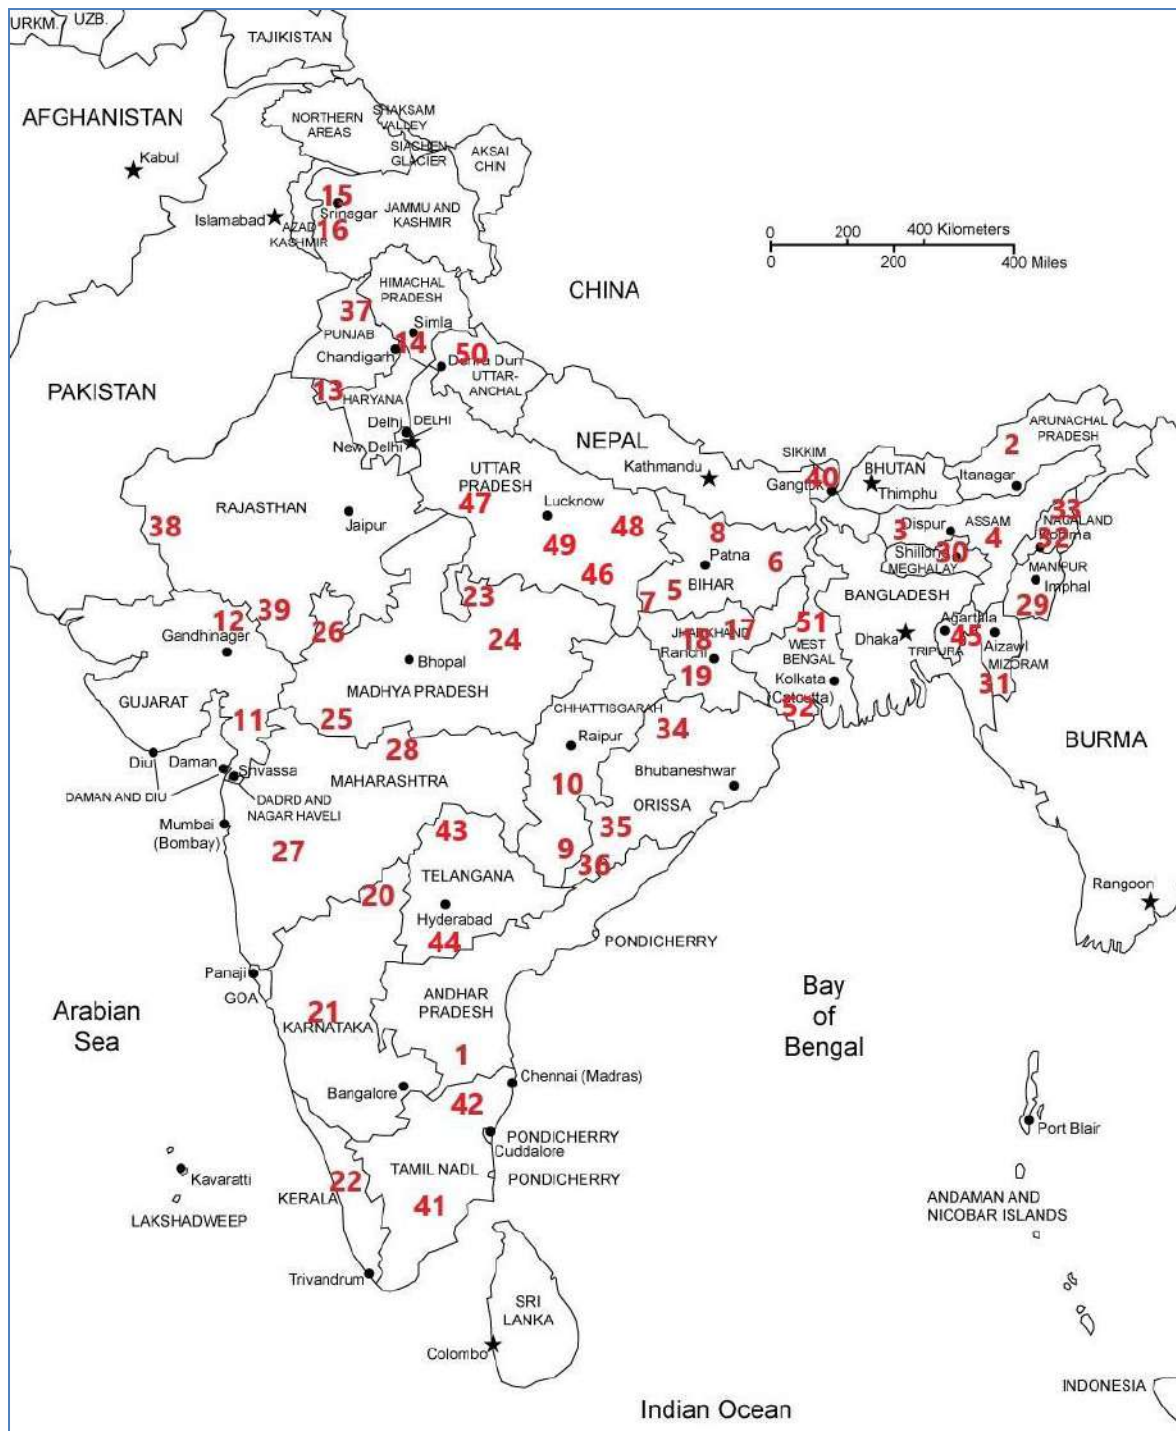 URKM.
UZB.
TAJIKISTAN
AFGHANISTAN
Kabul
NORTHERN
AREAS
SHAKSAM
VALLEY
SIACHEN
GLACIER
AKSAI
CHIN
15
Srinagar
Islamabad
AZAD
KASHMIR
16
JAMMU AND
KASHMIR
200
400 Kilometers
0
200
400 Miles
CHINA
HIMACHAL
PRADESH
37
Simla
PUNJAB
14
50
Chandigarh
Dehra Dun
UTTAR-
ANCHAL
PAKISTAN
13
HARYANA
Delhi
DELHI
New Delhi
NEPAL
Kathmandu
SIKKIM
40
Gangtok
BHUTAN
Thimphu
2
ARUNACHAL
PRADESH
Itanagar
UTTAR
PRADESH
47
Lucknow
RAJASTHAN
Jaipur
38
48
49
46
8
Patna
6
5
BIHAR
7
3
Dispur
ASSAM
4
33
NAGALAND
32
Kohima
30
MEGHALAY
MANIPUR
Imphal
29
BANGLADESH
12
39
Gandhinager
26
23
24
Bhopal
MADHYA PRADESH
17
JHARKHAND
18
Ranchi
19
51
WEST
BENGAL
Kolkata
(Calcutta)
52
Dhaka
Agartala
45
TRIPURA
Aizawl
MIZORAM
31
GUJARAT
11
25
28
CHHATTISGARAH
34
Raipur
BURMA
Diu
Daman
Shvassa
MAHARASHTRA
DAMAN AND DIU
DADRD AND
NAGAR HAVELI
10
Bhubaneshwar
ORISSA
Mumbai
(Bombay)
27
43
35
9
36
TELANGANA
20
Hyderabad
44
Rangoon
PONDICHERRY
Panaji
GOA
ANDHAR
PRADESH
21
KARNATAKA
Arabian
Sea
Bay
of
Bengal
1
Bangalore
Chennai (Madras)
42
PONDICHERRY
Cuddalore
TAMIL NADL
PONDICHERRY
Port Blair
Kavaratti
LAKSHADWEEP
22
KERALA
41
ANDAMAN AND
NICOBAR ISLANDS
Trivandrum
SRI
LANKA
Colombo
INDONESIA
Indian Ocean